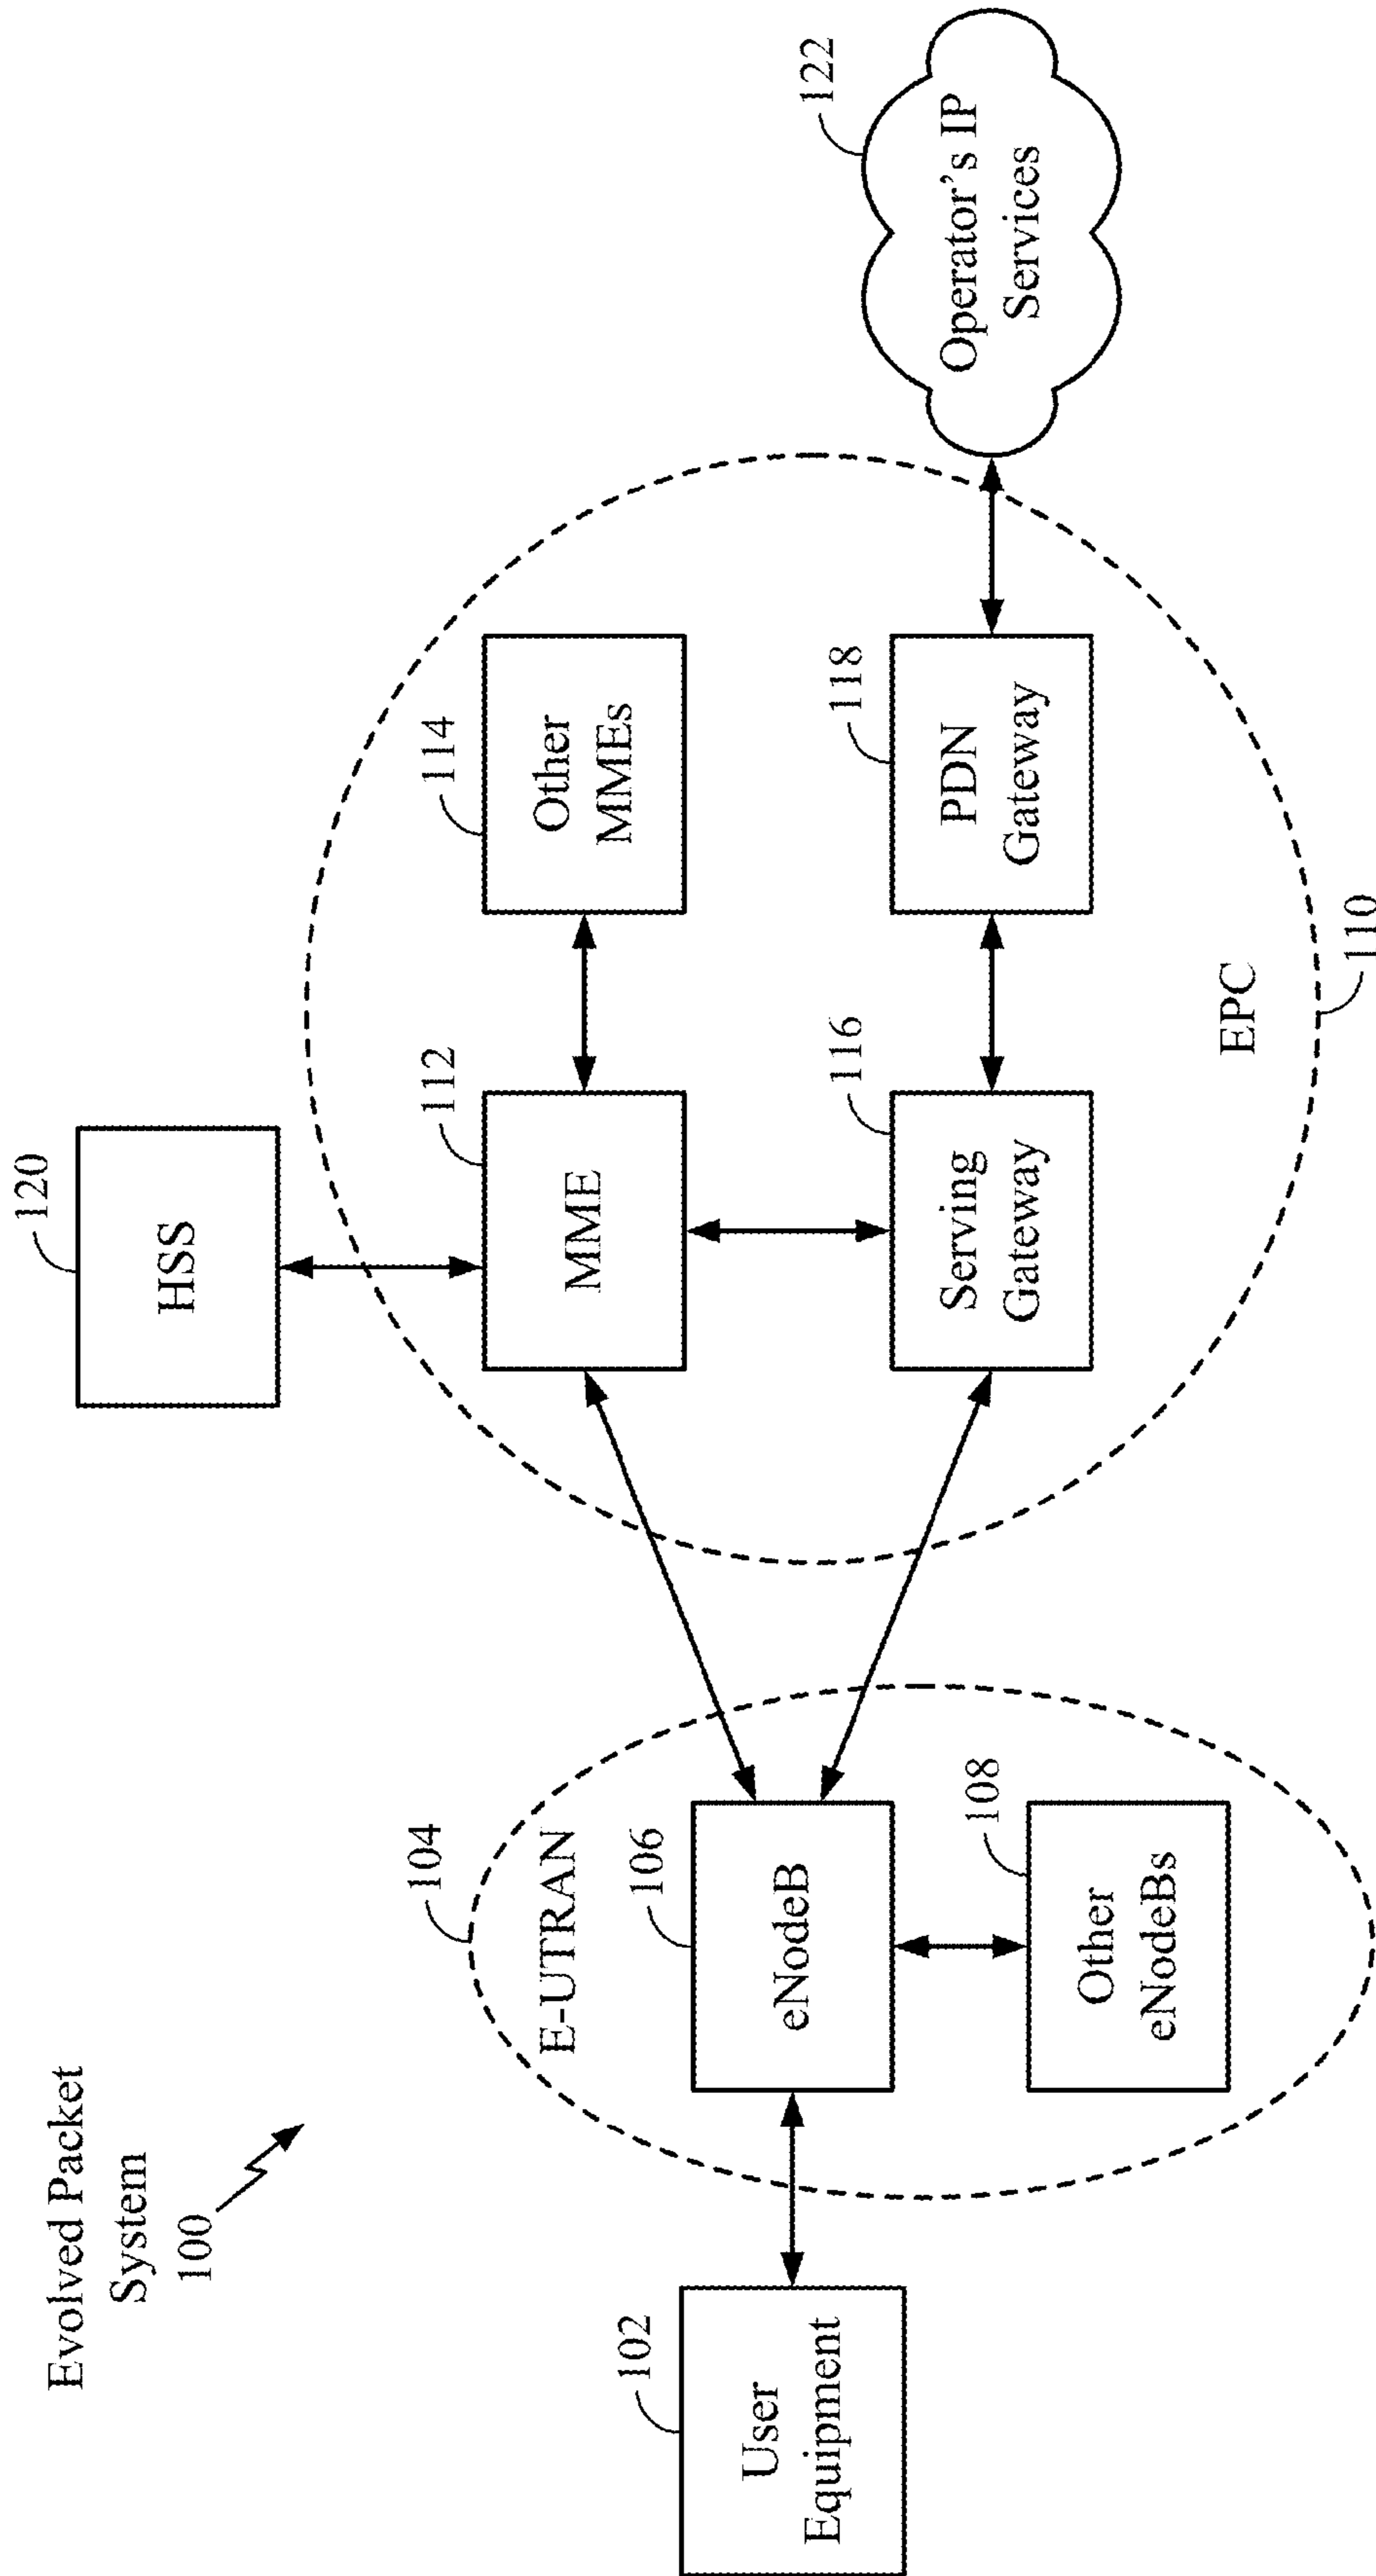 Evolved Packet
System
100
102
User
Equipment
104
E-UTRAN
106
eNodeB
108
Other
eNodeBs
120
HSS
112
MME
114
Other
MMEs
116
Serving
Gateway
118
PDN
Gateway
EPC
110
122
Operator’s IP
Services